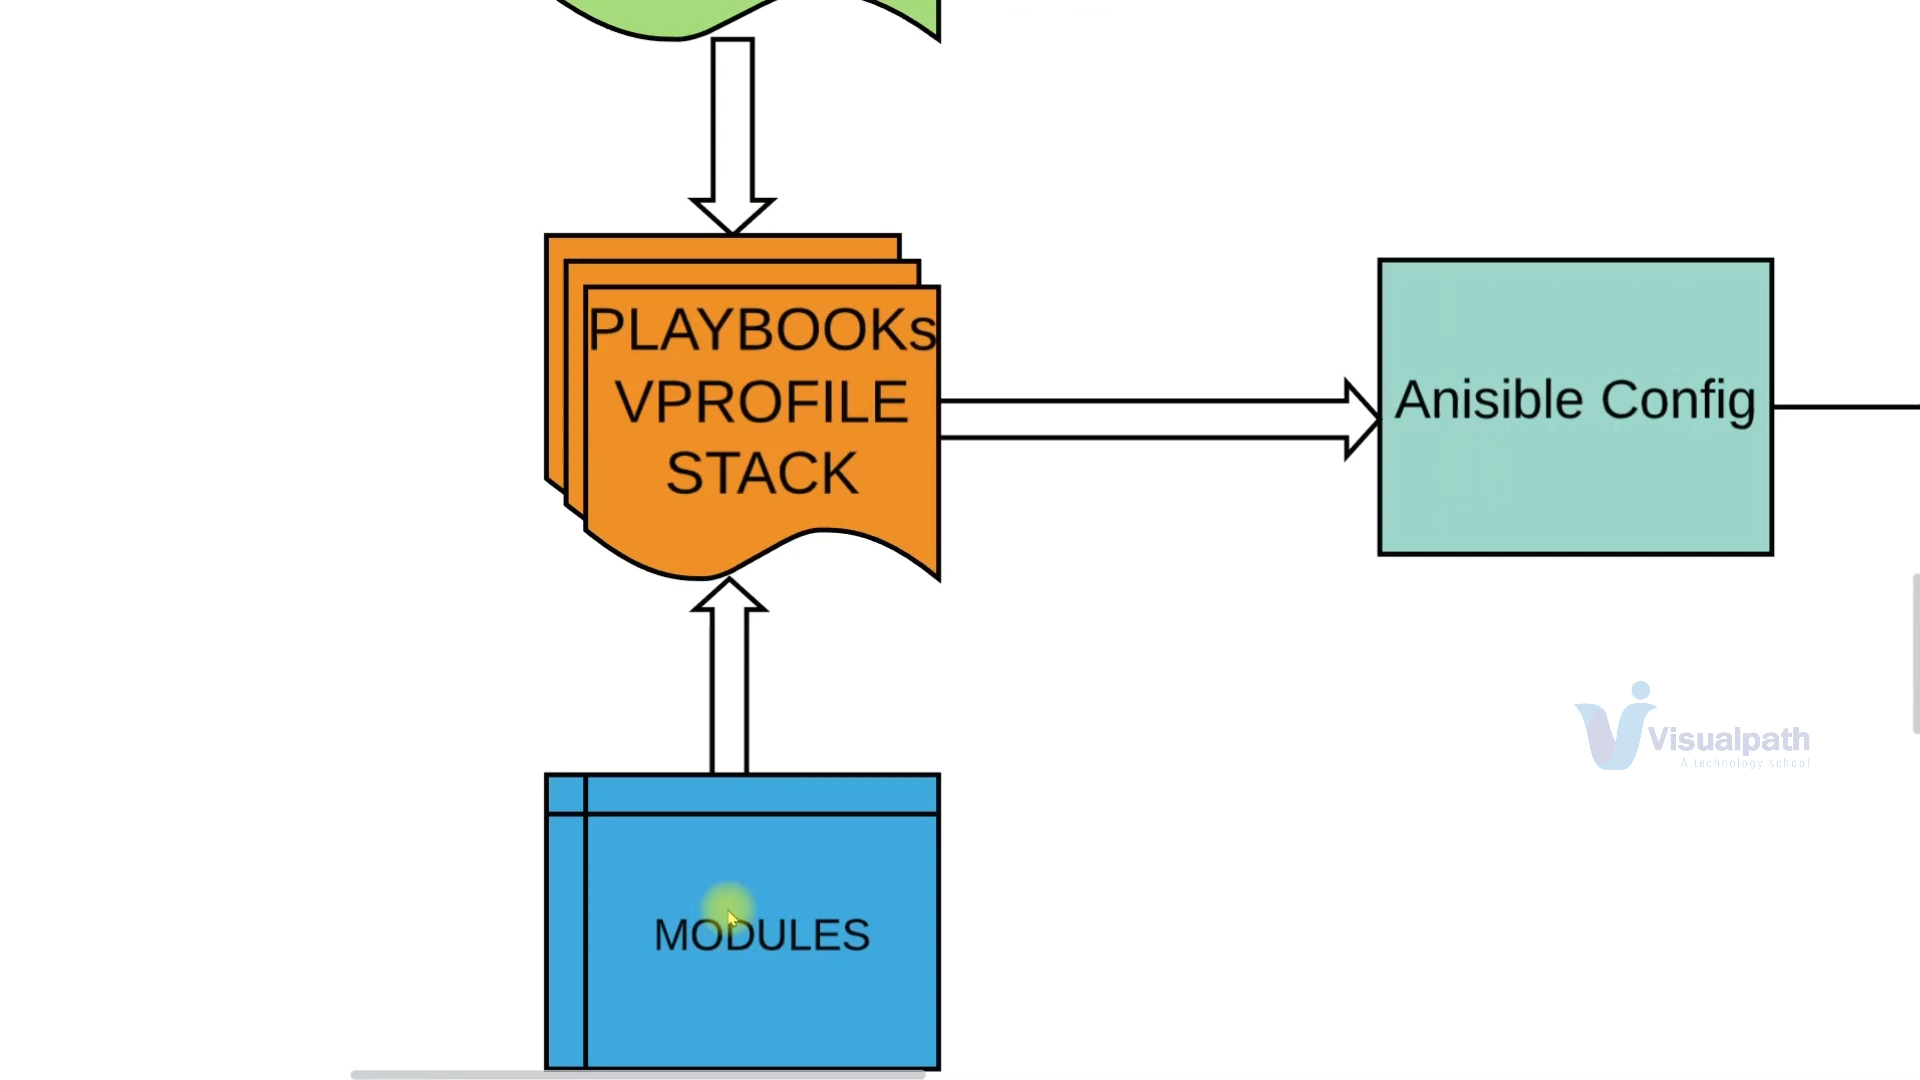 PLAYBOOKs
VPROFILE
STACK
Anisible Config
Visualpath
A technology school
MODULES